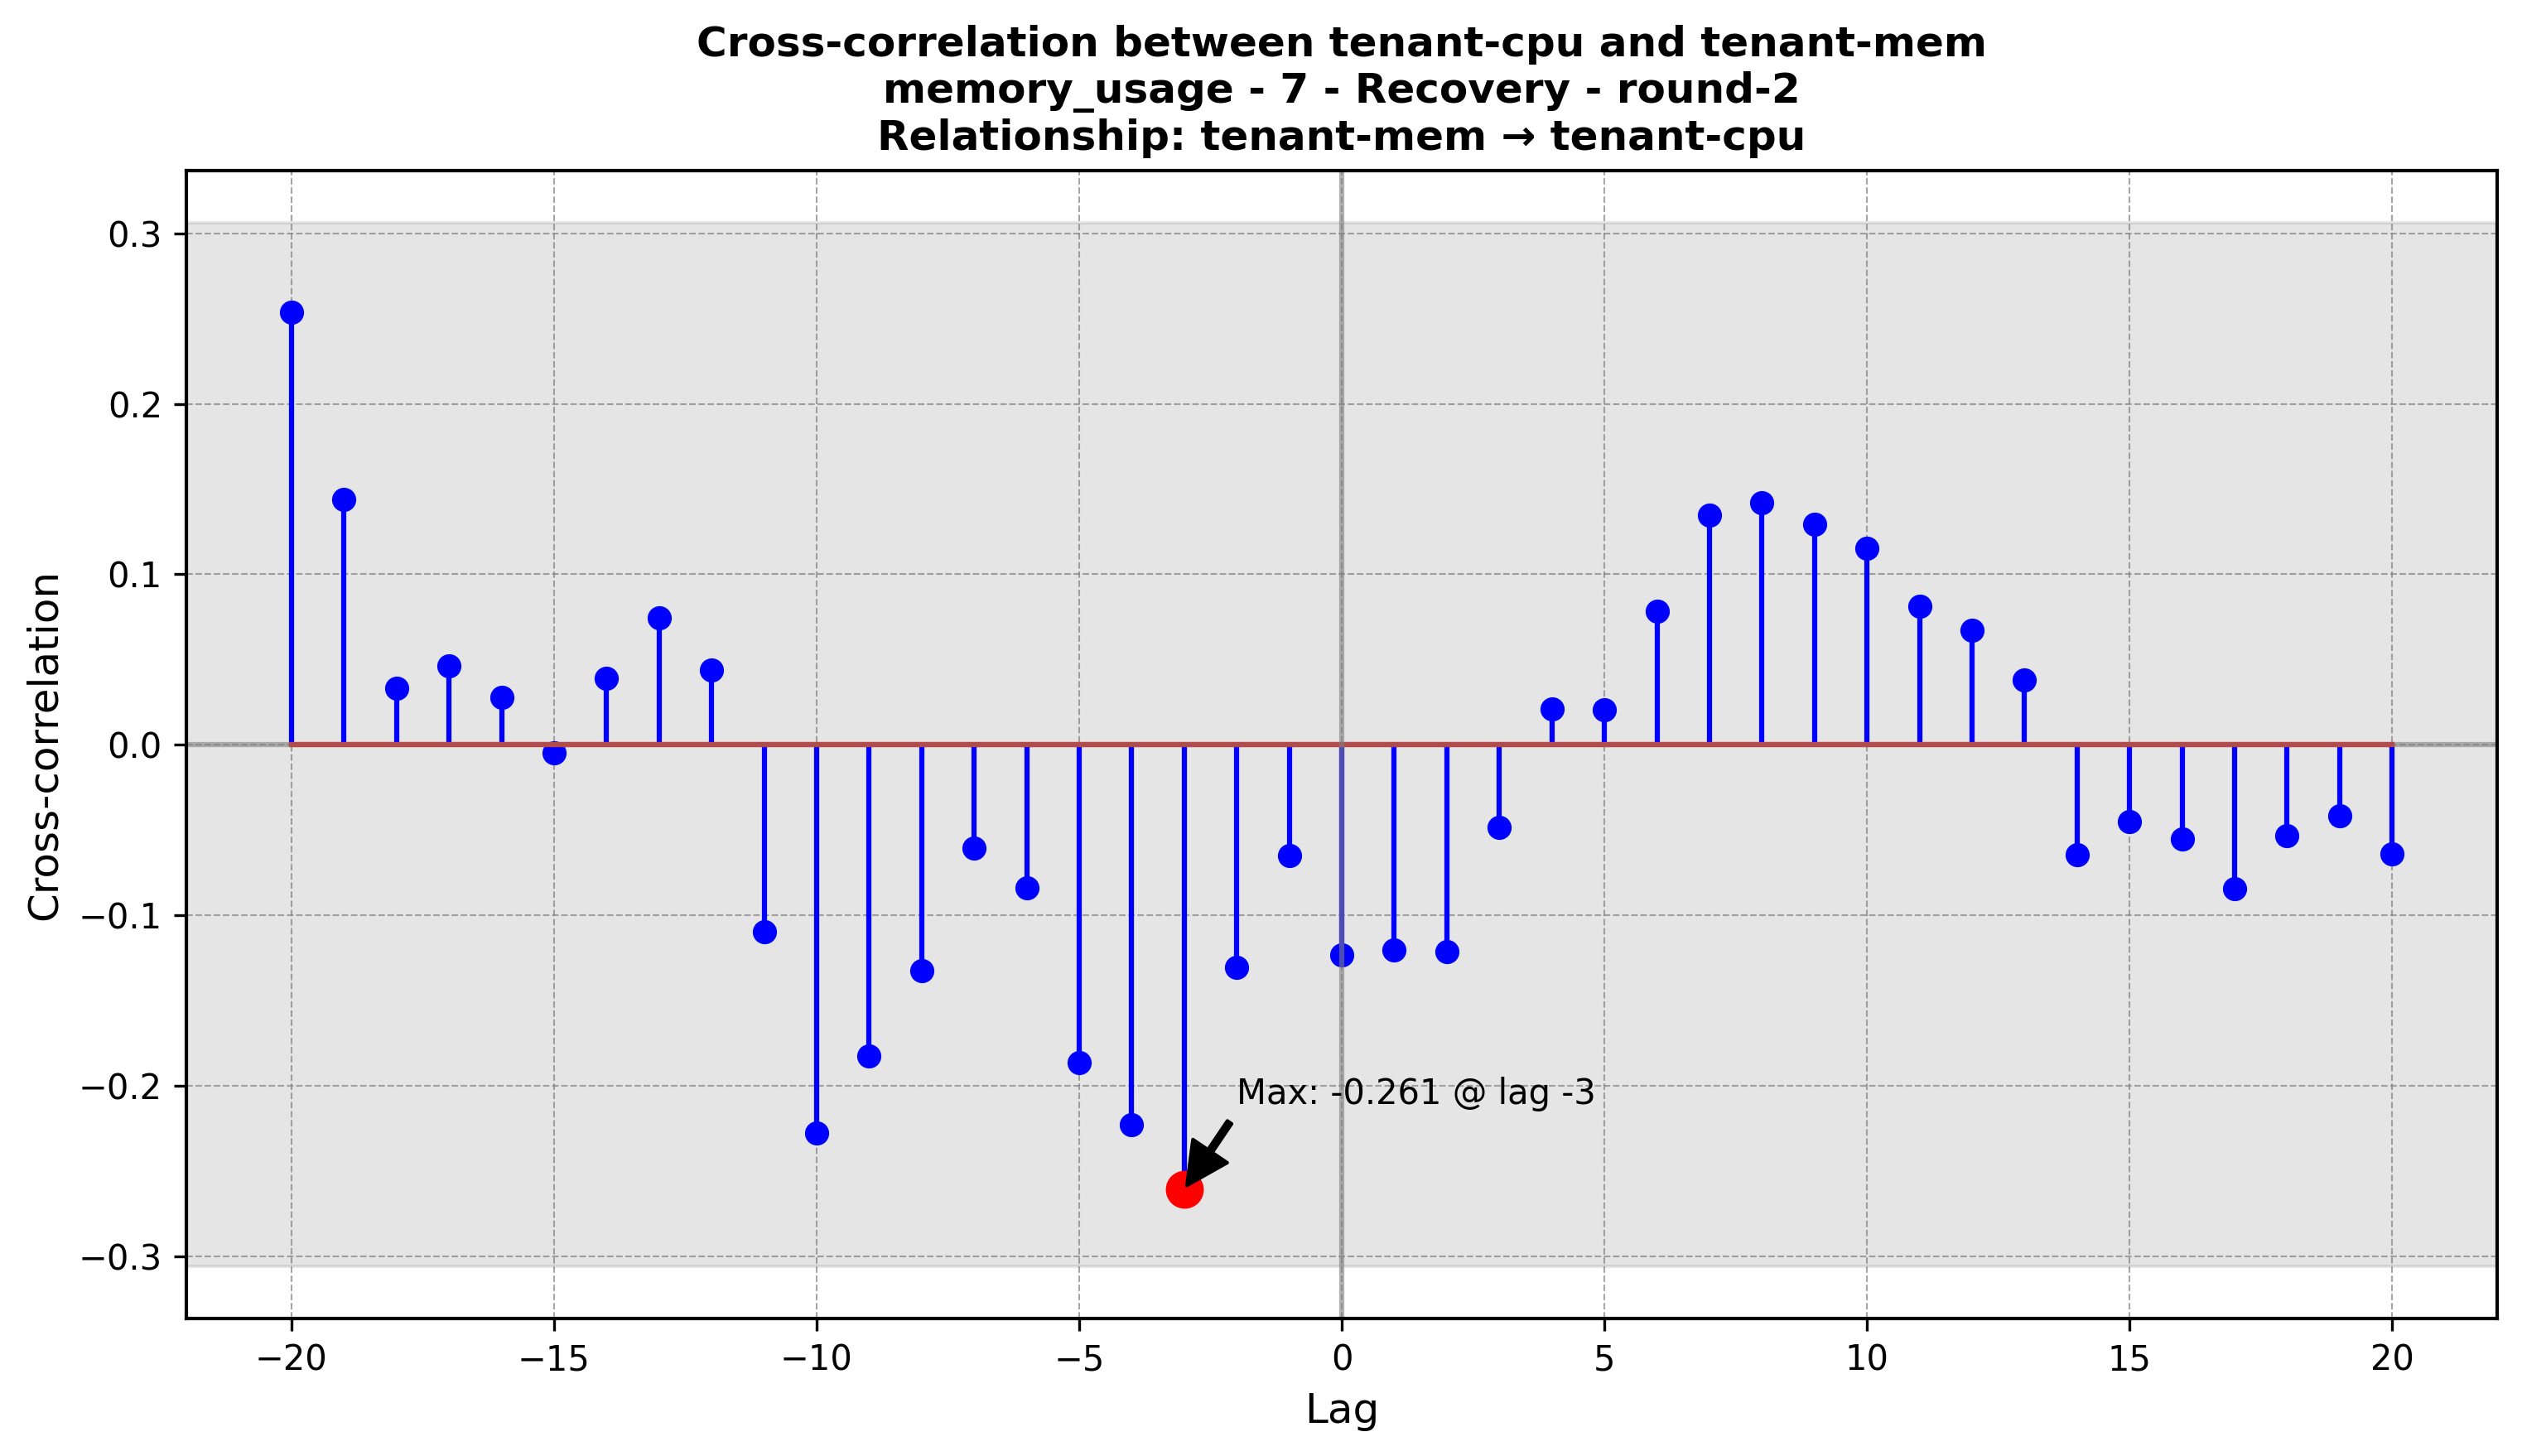 Cross-correlation between tenant-cpu and tenant-mem
memory_usage - 7 - Recovery - round-2
Relationship: tenant-mem → tenant-cpu
Cross-correlation
0.3
0.2
0.1
0.0
−0.1
−0.2
−0.3
Max: -0.261 @ lag -3
−20
−15
−10
−5
0
5
10
15
20
Lag